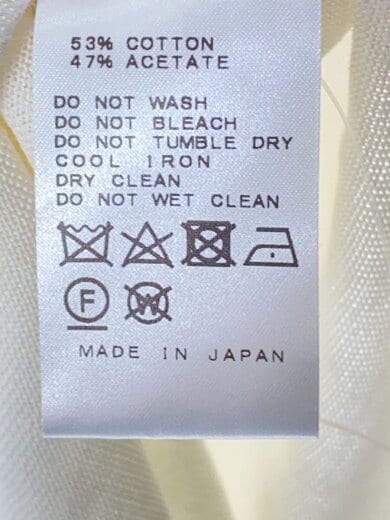 53% COTTON
47% ACETATE
DO NOT WASH
DO NOT BLEACH
DO NOT TUMBLE DRY
COOL IRON
DRY CLEAN
DO NOT WET CLEAN
F W
MADE IN JAPAN